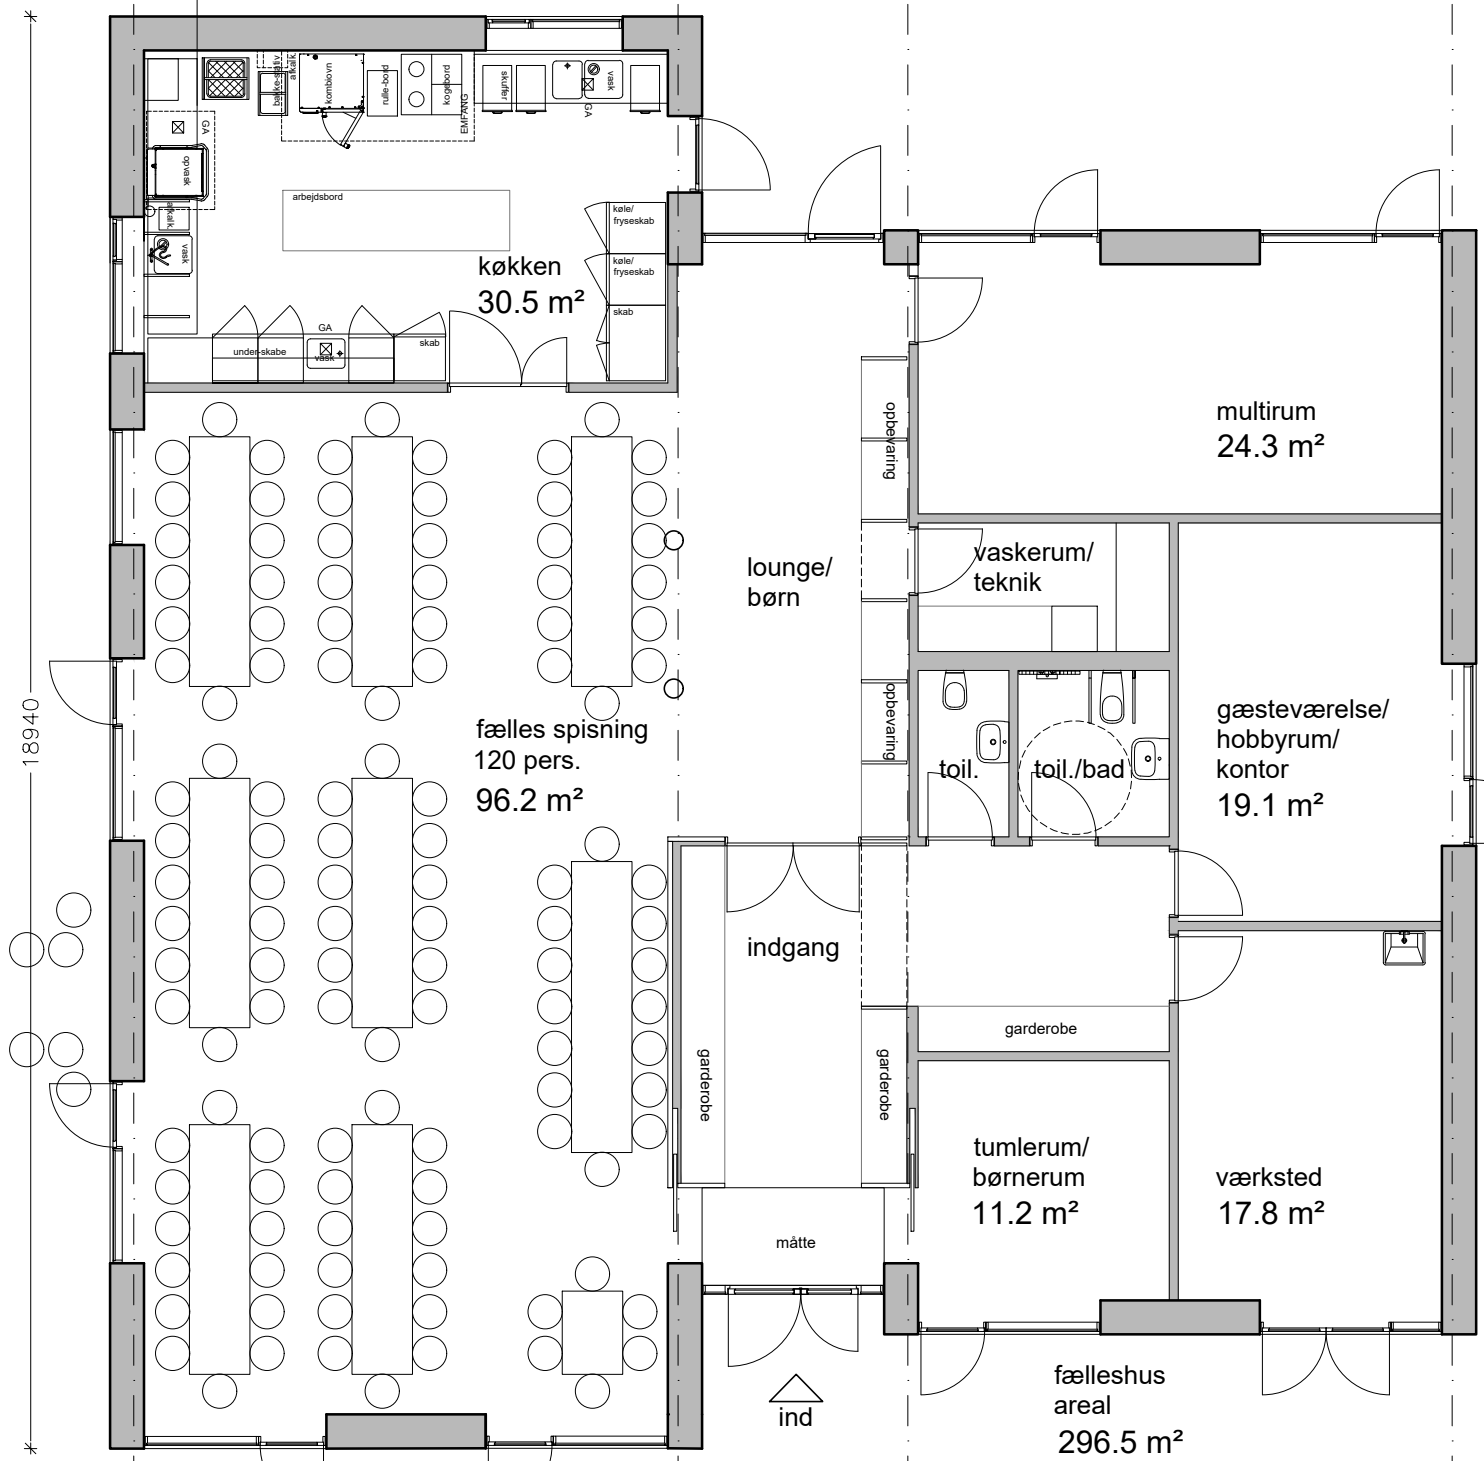 bakke-stativ
afkalk.
kombiovn
rulle-bord
kogebord
EMFANG
skuffer
vask
GA
GA
opvask
afkalk.
vask
arbejdsbord
køle/
fryseskab
køle/
fryseskab
skab
køkken
30.5 m²
GA
under-skabe
vask
skab
opbevaring
multirum
24.3 m²
vaskerum/
teknik
lounge/
børn
18940
fælles spisning
120 pers.
96.2 m²
opbevaring
toil.
toil./bad
gæsteværelse/
hobbyrum/
kontor
19.1 m²
indgang
garderobe
garderobe
garderobe
tumlerum/
børnerum
11.2 m²
værksted
17.8 m²
måtte
ind
fælleshus
areal
296.5 m²